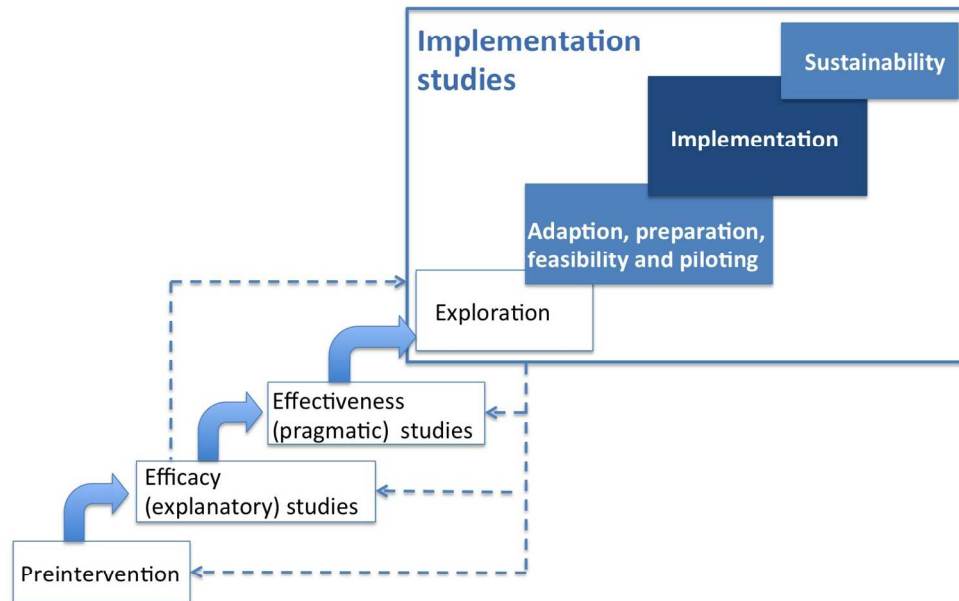 Implementation
studies
Sustainability
Implementation
Adaption, preparation,
feasibility and piloting
Exploration
Effectiveness
(pragmatic) studies
Efficacy
(explanatory) studies
Preintervention